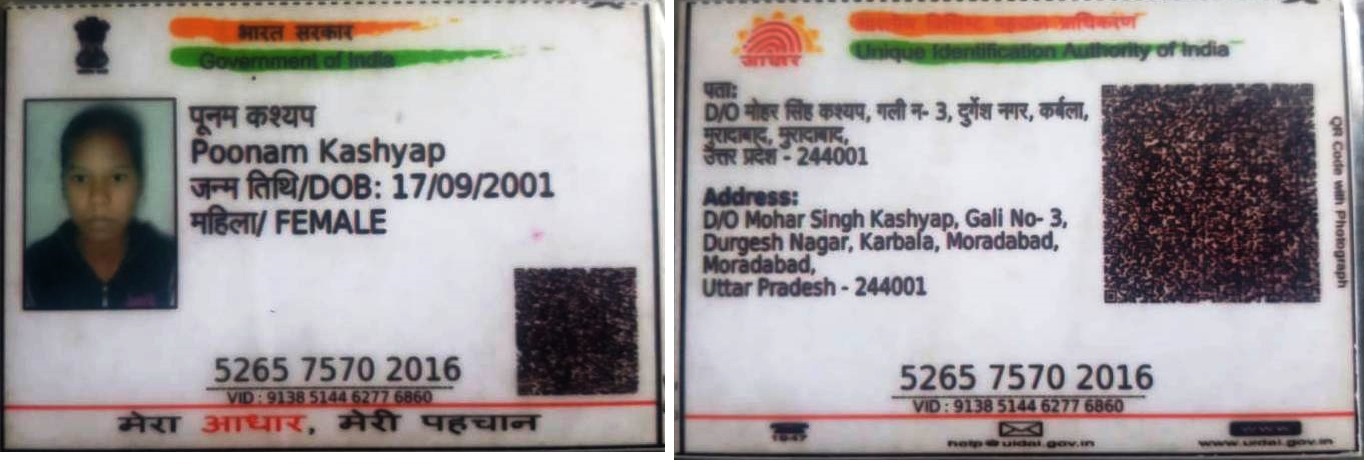 भारत सरकार
Government of India
पूनम कश्यप
Poonam Kashyap
जन्म तिथि/DOB: 17/09/2001
महिला/ FEMALE
5265 7570 2016
VID : 9138 5144 6277 6860
मेरा आधार, मेरी पहचान
भारतीय विशिष्ट पहचान प्राधिकरण
Unique Identification Authority of India
आधार
पता:
D/O मोहर सिंह कश्यप, गली न- 3, दुर्गेश नगर, कर्बला,
मुरादाबाद, मुरादाबाद,
उत्तर प्रदेश - 244001
Address:
D/O Mohar Singh Kashyap, Gali No- 3,
Durgesh Nagar, Karbala, Moradabad,
Moradabad,
Uttar Pradesh - 244001
QR Code with Photograph
5265 7570 2016
VID : 9138 5144 6277 6860
1947
help@uidai.gov.in
www
www.uidai.gov.in